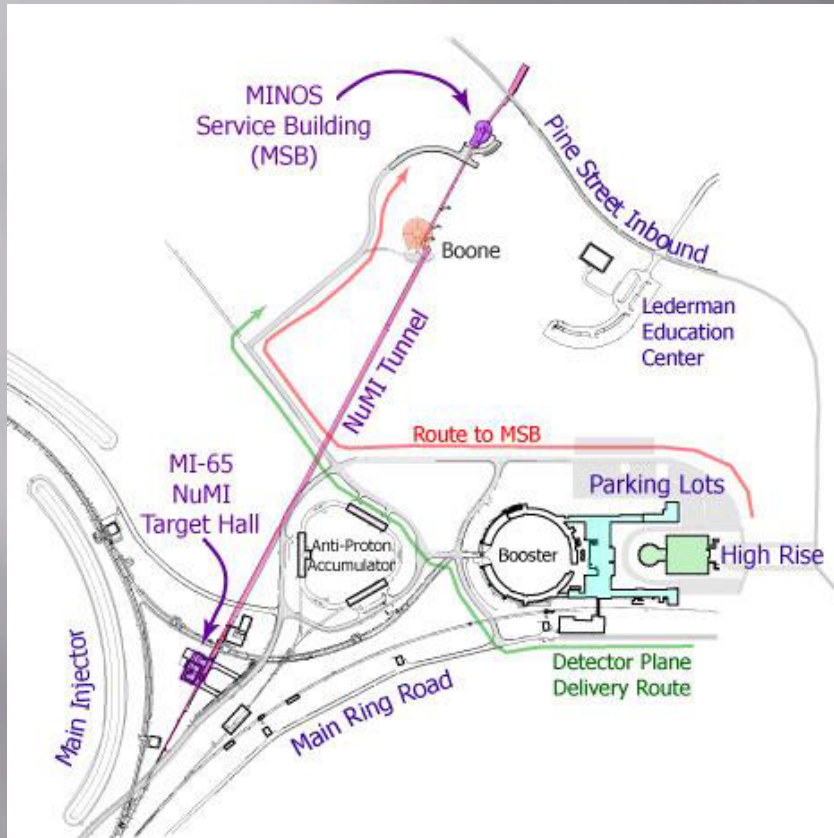 MINOS
Service Building
(MSB)
Pine Street Inbound
Boone
Lederman
Education
Center
NuMI Tunnel
Route to MSB
MI-65
NuMI
Target Hall
Parking Lots
Anti-Proton
Accumulator
Booster
High Rise
Main Injector
Main Ring Road
Detector Plane
Delivery Route